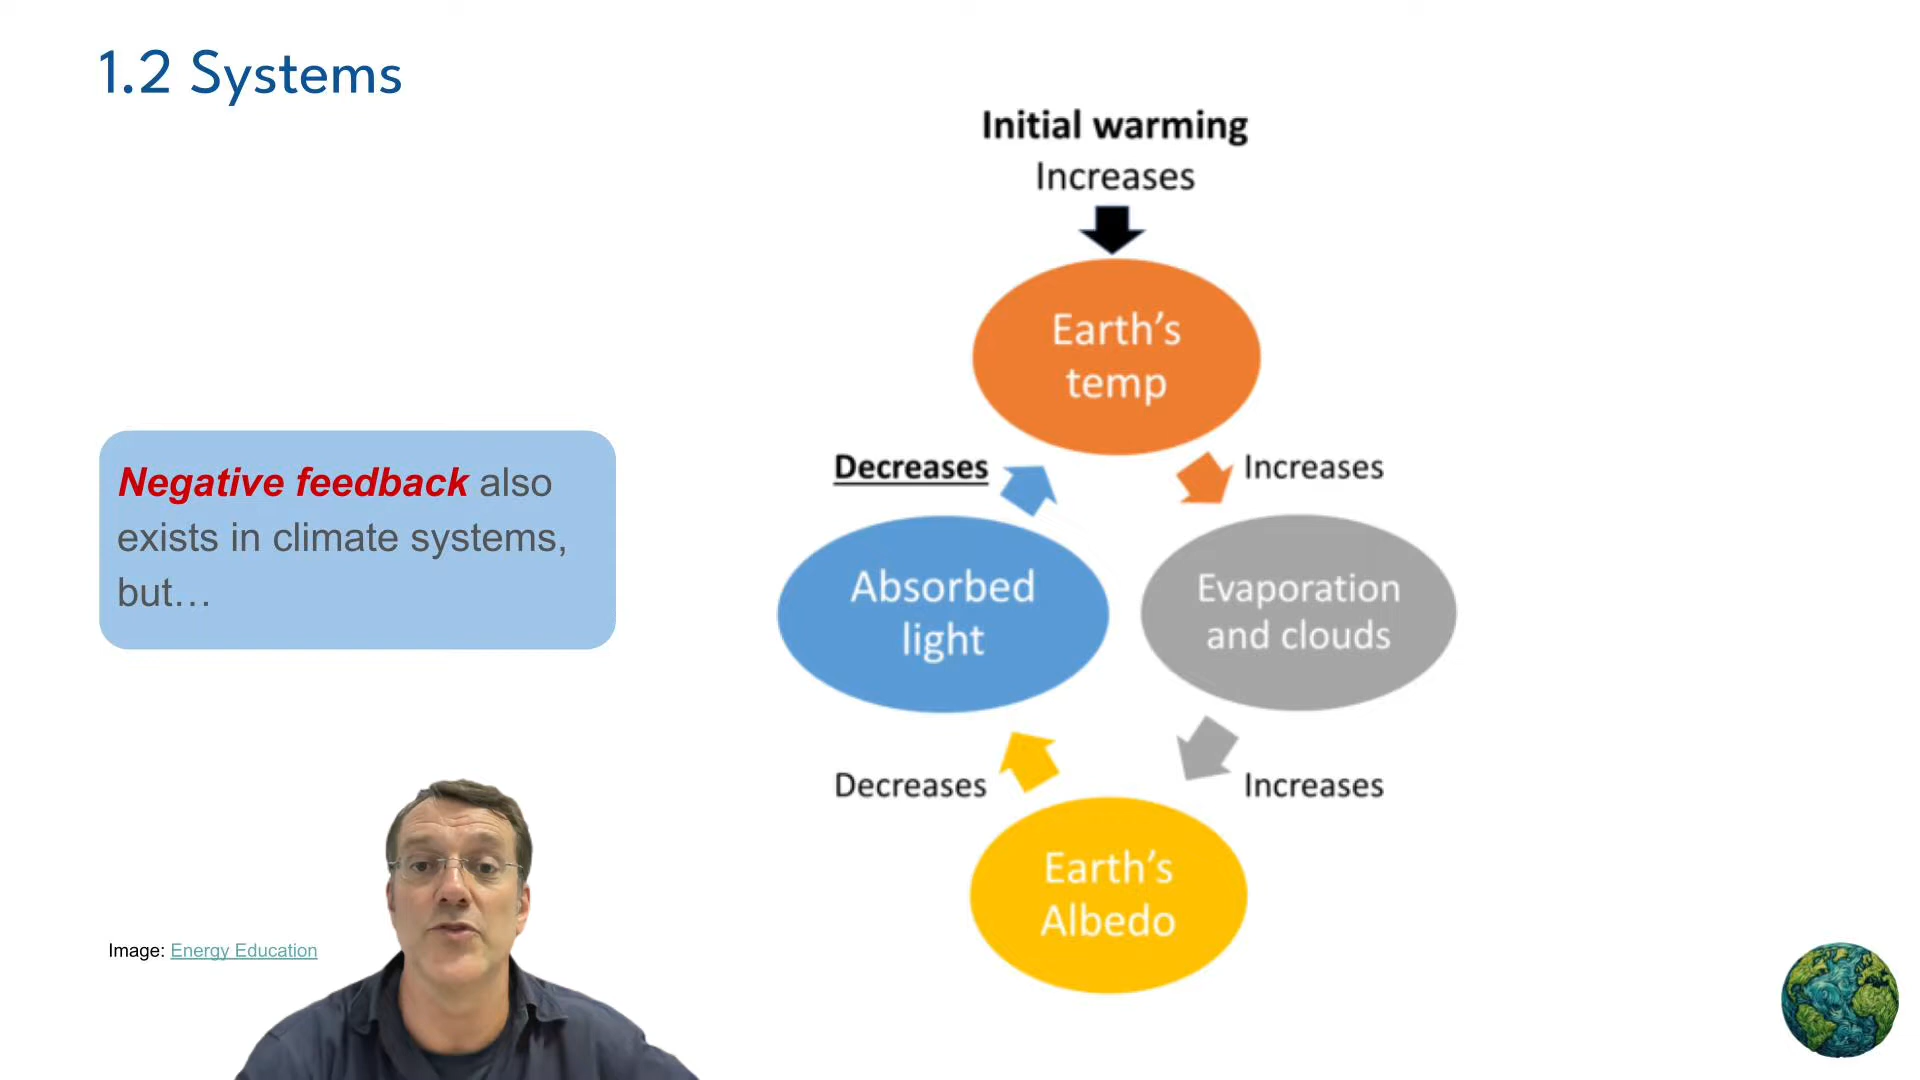 1.2 Systems
Initial warming
Increases
Earth's
temp
Decreases
Increases
Negative feedback also
exists in climate systems,
but…
Absorbed
light
Evaporation
and clouds
Decreases
Increases
Earth's
Albedo
Image: Energy Education